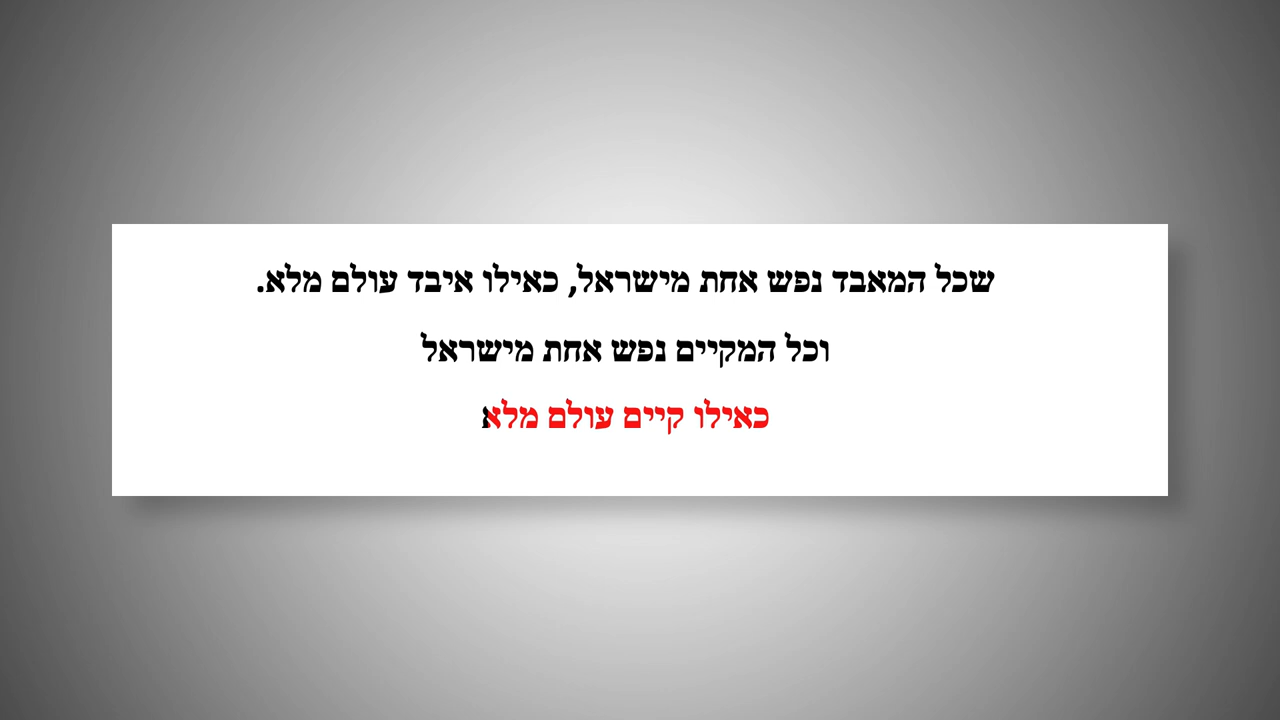 שכל המאבד נפש אחת מישראל, כאילו איבד עולם מלא.
וכל המקיים נפש אחת מישראל
כאילו קיים עולם מלא